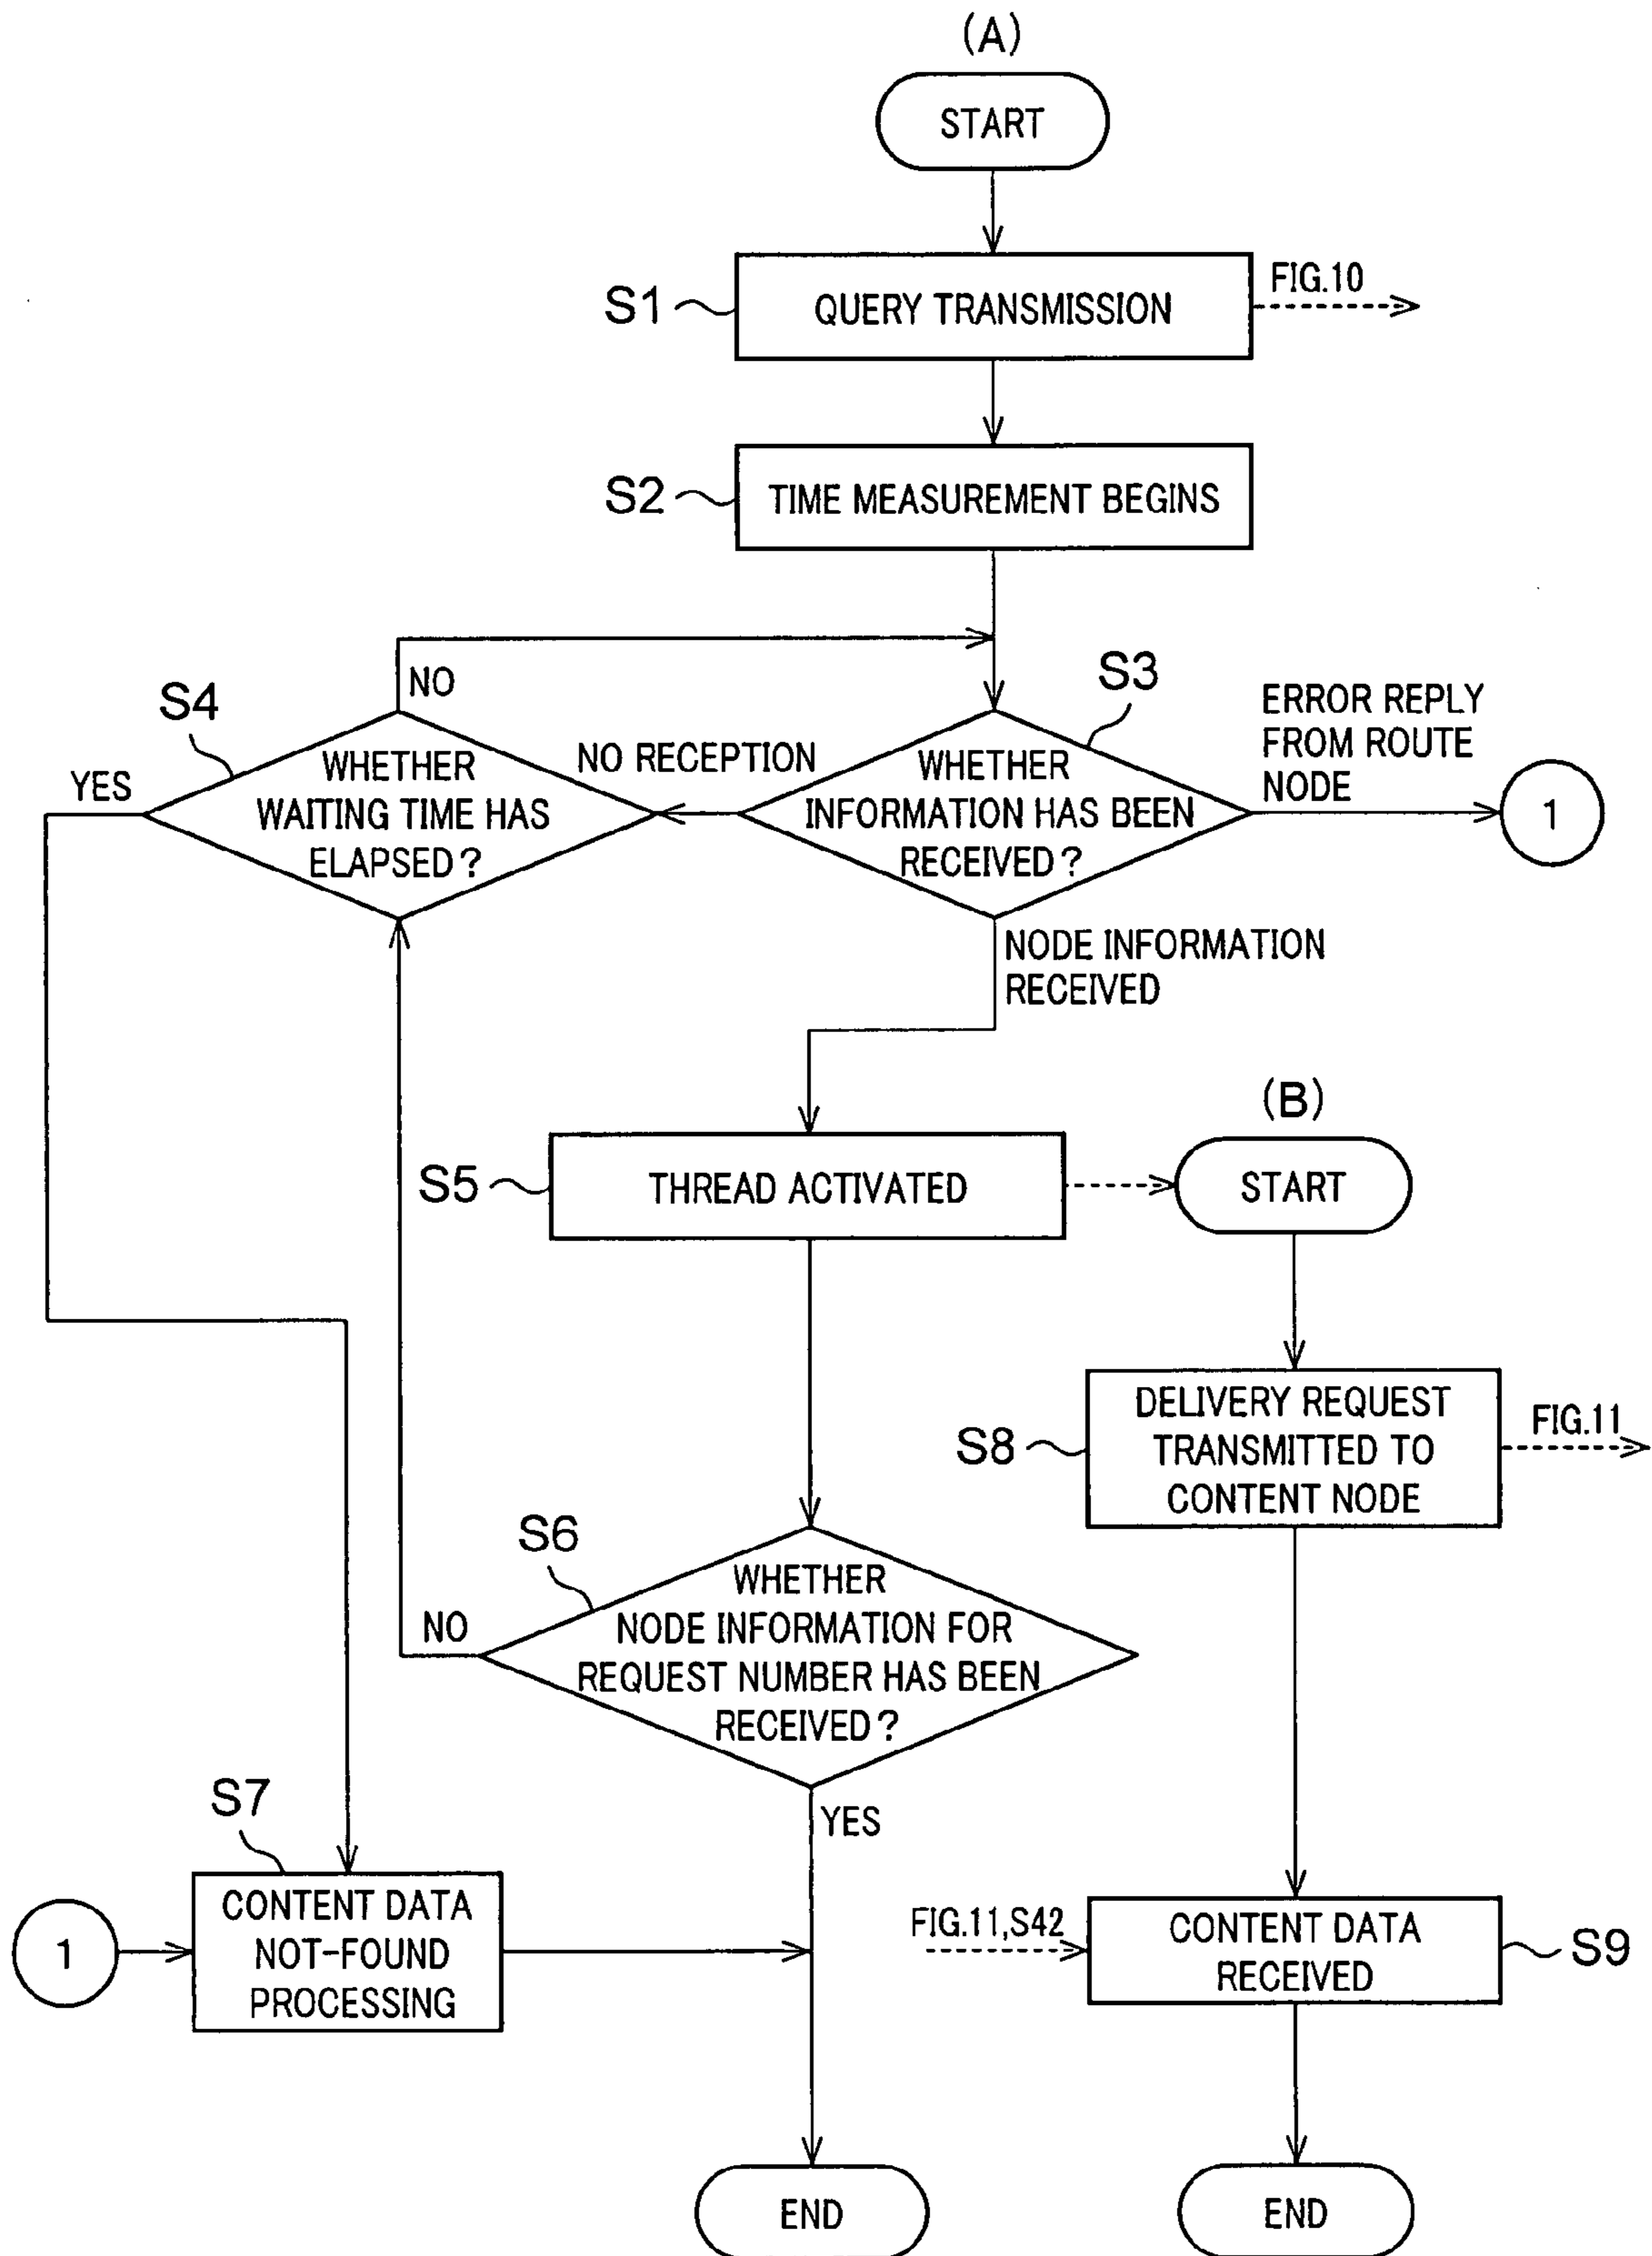 (A)
START
S1
QUERY TRANSMISSION
FIG.10
S2
TIME MEASUREMENT BEGINS
NO
S4
WHETHER
WAITING TIME HAS
ELAPSED?
YES
NO RECEPTION
S3
WHETHER
INFORMATION HAS BEEN
RECEIVED?
ERROR REPLY
FROM ROUTE
NODE
1
NODE INFORMATION
RECEIVED
S5
THREAD ACTIVATED
(B)
START
S8
DELIVERY REQUEST
TRANSMITTED TO
CONTENT NODE
FIG.11
S6
WHETHER
NODE INFORMATION FOR
REQUEST NUMBER HAS BEEN
RECEIVED?
NO
YES
S7
1
CONTENT DATA
NOT-FOUND
PROCESSING
FIG.11,S42
CONTENT DATA
RECEIVED
S9
END
END